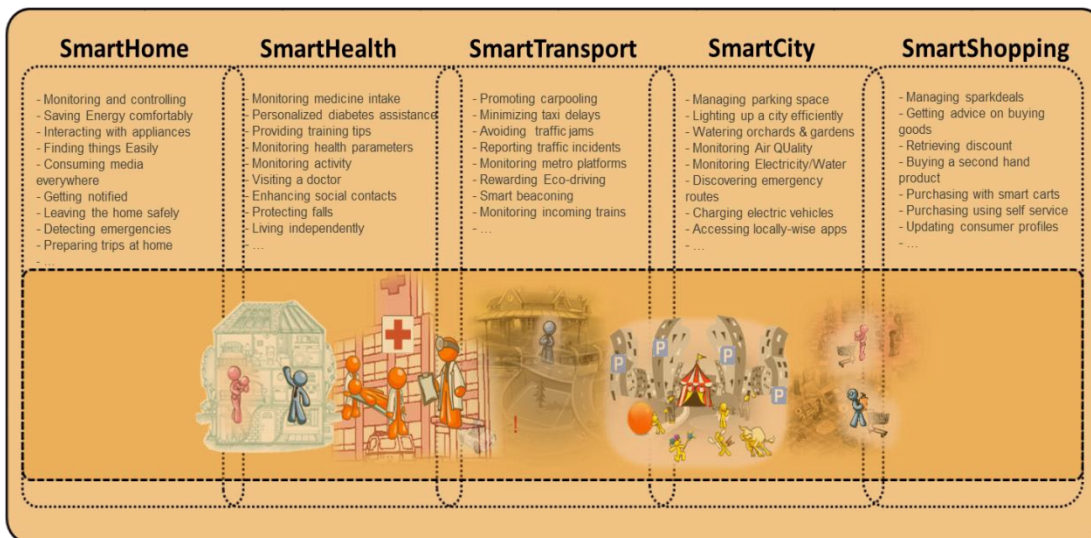 SmartHome
- Monitoring and controlling
- Saving Energy comfortably
- Interacting with appliances
- Finding things Easily
- Consuming media
everywhere
- Getting notified
- Leaving the home safely
- Detecting emergencies
- Preparing trips at home
- ...
SmartHealth
- Monitoring medicine intake
- Personalized diabetes assistance
- Providing training tips
- Monitoring health parameters
- Monitoring activity
- Visiting a doctor
- Enhancing social contacts
- Protecting falls
- Living independently
- ...
SmartTransport
- Promoting carpooling
- Minimizing taxi delays
- Avoiding traffic jams
- Reporting traffic incidents
- Monitoring metro platforms
- Rewarding Eco-driving
- Smart beaconing
- Monitoring incoming trains
- ...
SmartCity
- Managing parking space
- Lighting up a city efficiently
- Watering orchards & gardens
- Monitoring Air QUality
- Monitoring Electricity/Water
- Discovering emergency
routes
- Charging electric vehicles
- Accessing locally-wise apps
- ...
SmartShopping
- Managing sparkdeals
- Getting advice on buying
goods
- Retrieving discount
- Buying a second hand
product
- Purchasing with smart carts
- Purchasing using self service
- Updating consumer profiles
- ...
P
P
P
P
!